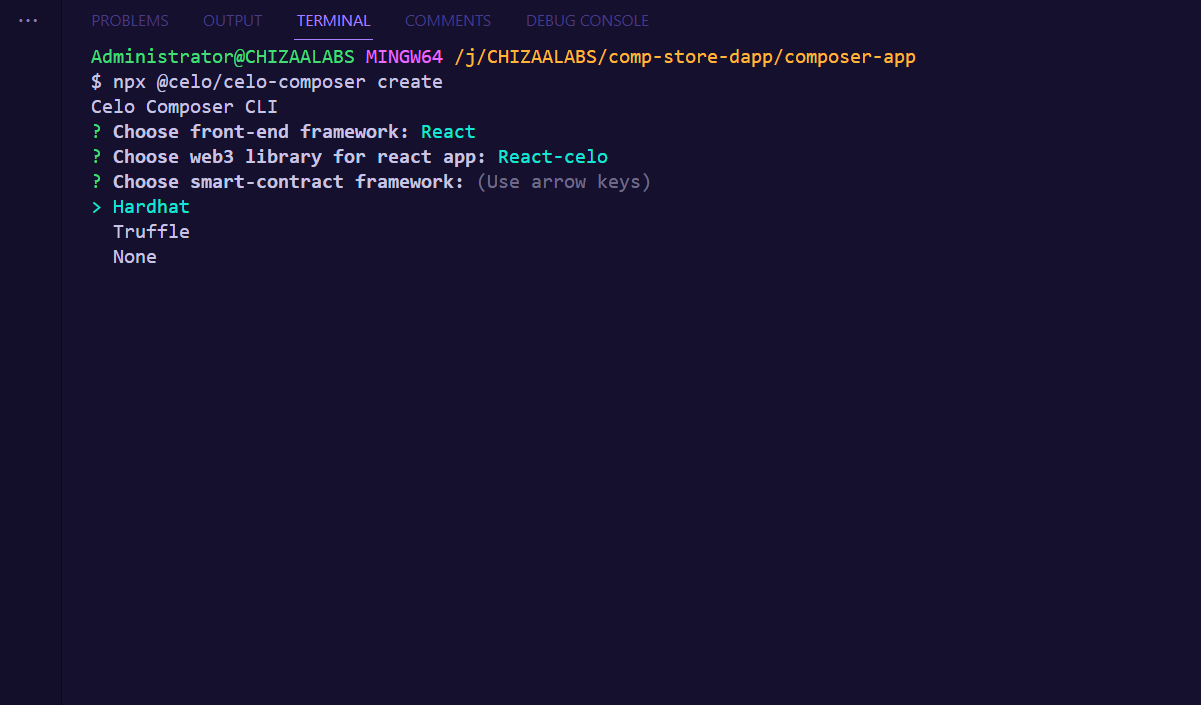 ... PROBLEMS OUTPUT TERMINAL COMMENTS DEBUG CONSOLE
Administrator@CHIZAALABS MINGW64 /j/CHIZAALABS/comp-store-dapp/composer-app
$ npx @celo/celo-composer create
Celo Composer CLI
? Choose front-end framework: React
? Choose web3 library for react app: React-celo
? Choose smart-contract framework: (Use arrow keys)
> Hardhat
Truffle
None